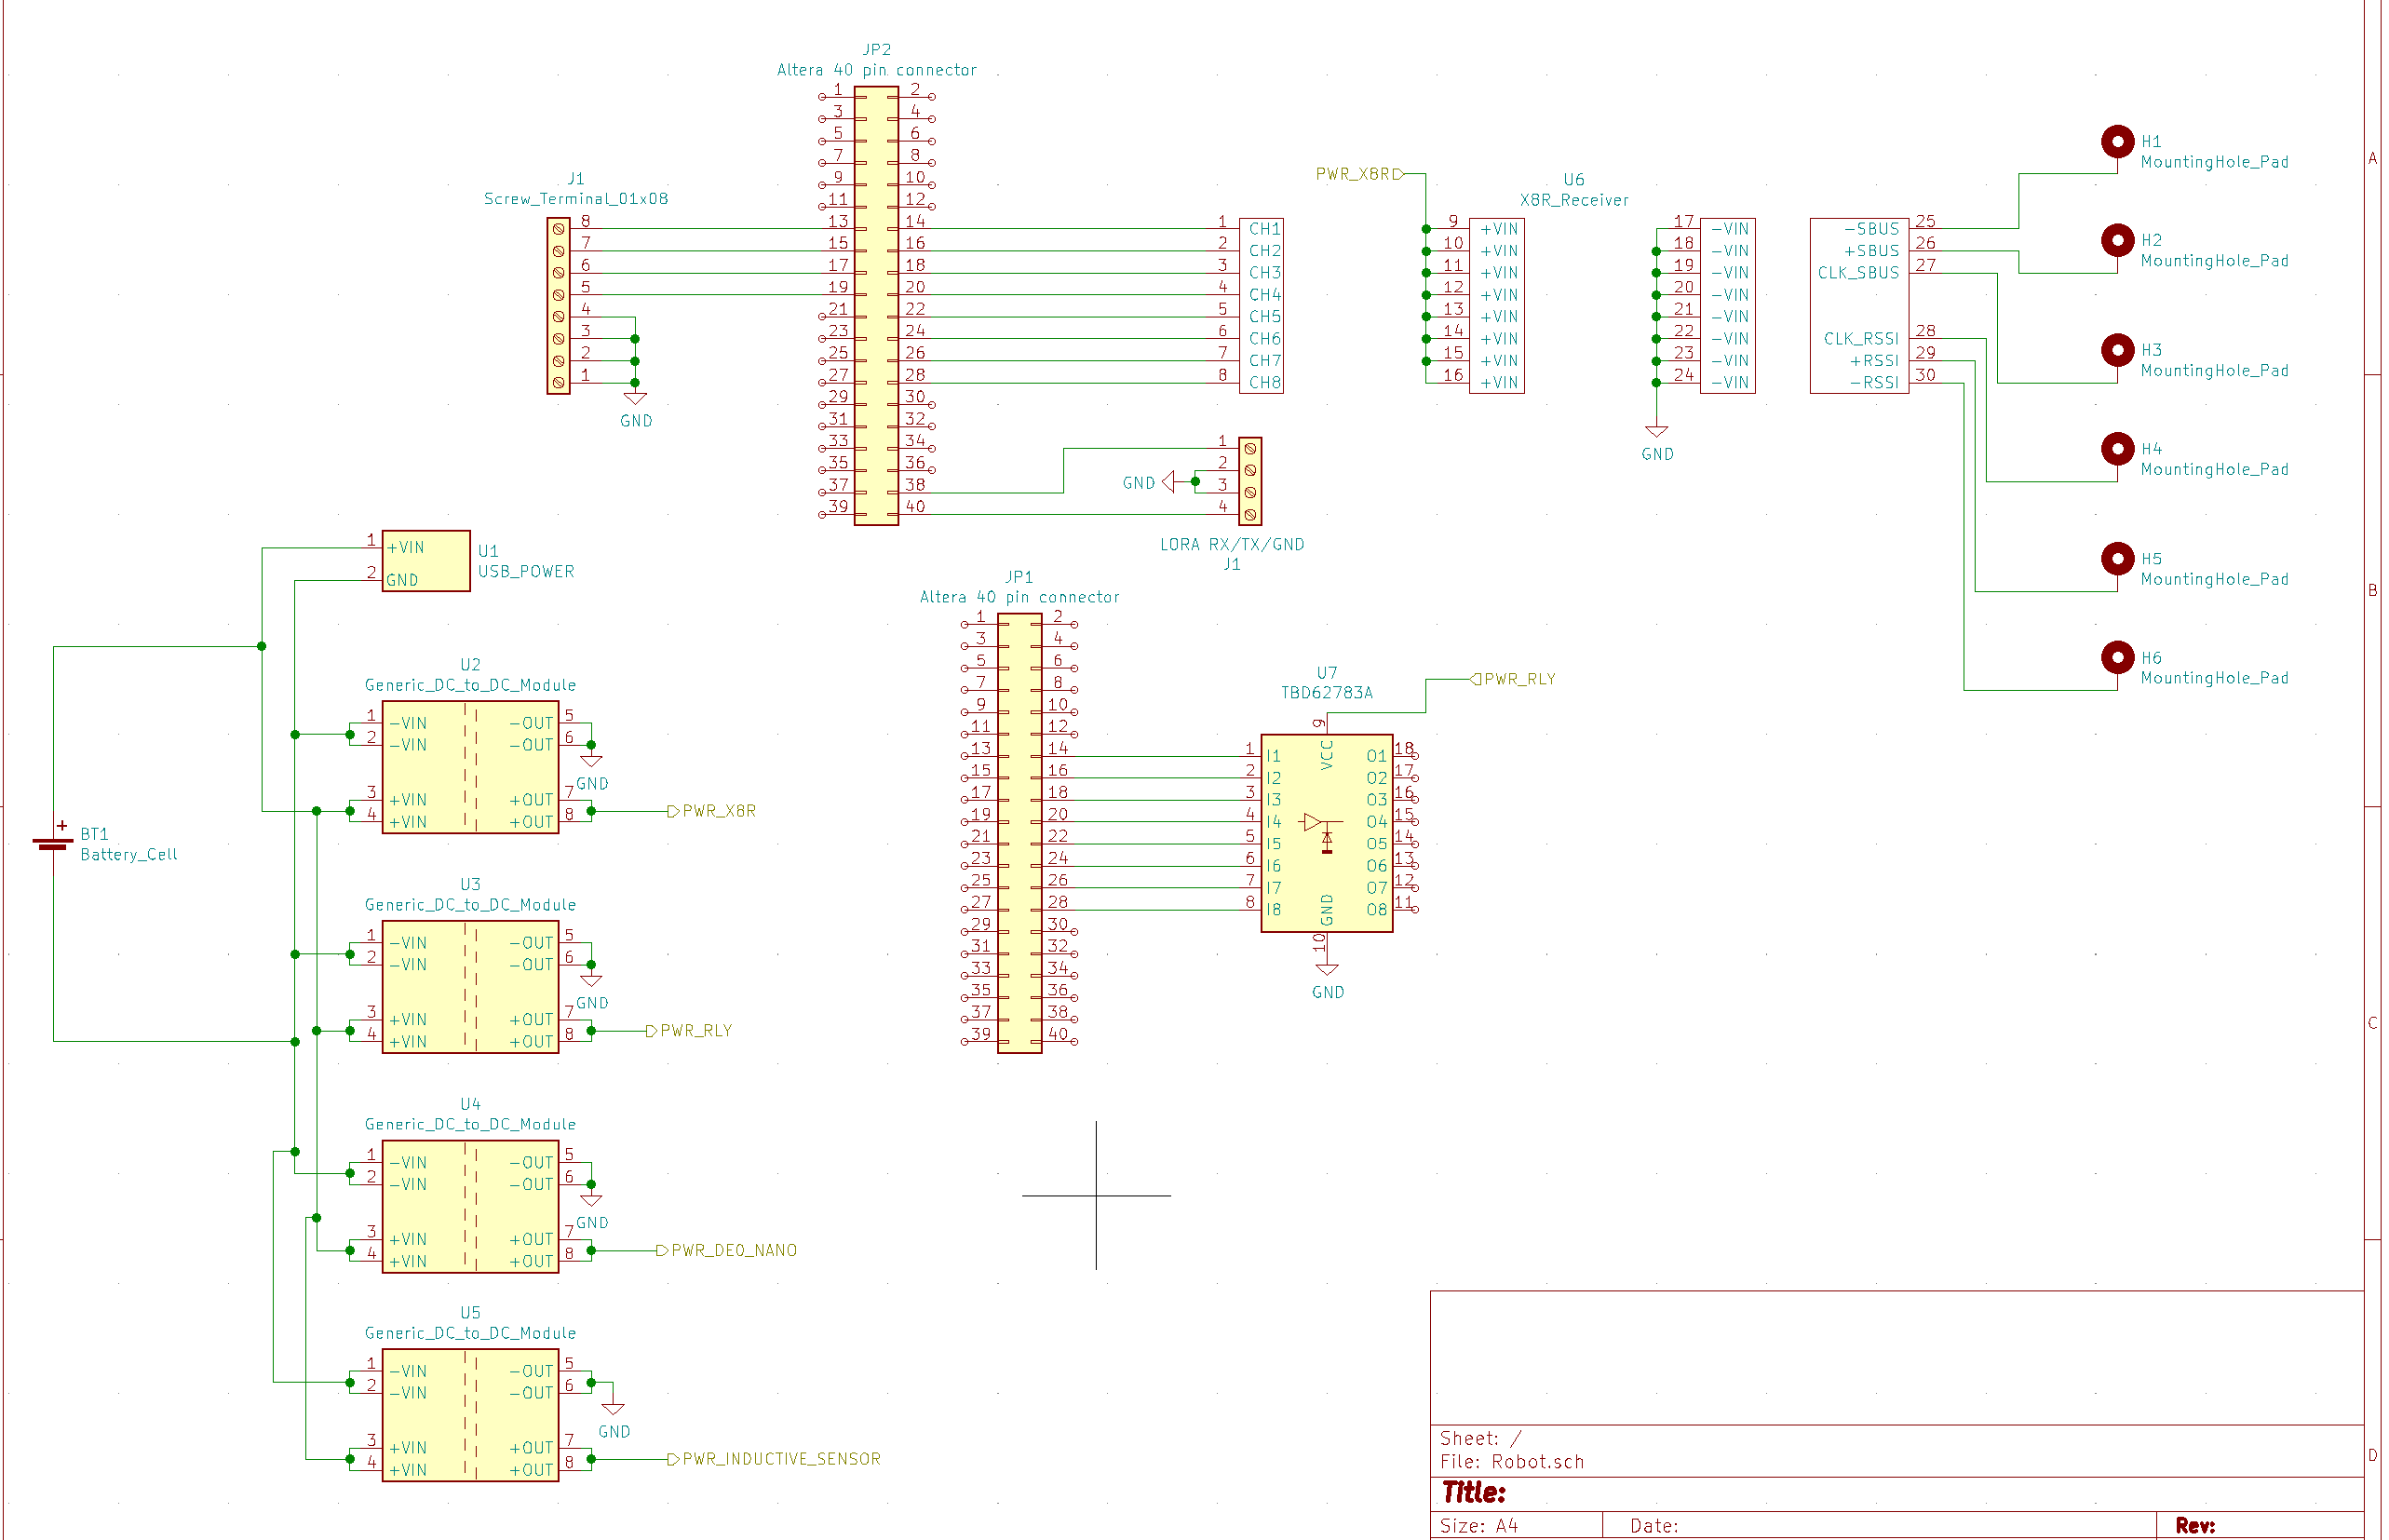 JP2
Altera 40 pin connector
1 2
3 4
5 6
7 8
9 10
11 12
13 14
15 16
17 18
19 20
21 22
23 24
25 26
27 28
29 30
31 32
33 34
35 36
37 38
39 40
J1
Screw_Terminal_01x08
8
7
6
5
4
3
2
1
GND
1 CH1
2 CH2
3 CH3
4 CH4
5 CH5
6 CH6
7 CH7
8 CH8
PWR_X8R
U6
X8R_Receiver
9 +VIN
10 +VIN
11 +VIN
12 +VIN
13 +VIN
14 +VIN
15 +VIN
16 +VIN
17 -VIN
18 -VIN
19 -VIN
20 -VIN
21 -VIN
22 -VIN
23 -VIN
24 -VIN
GND
-SBUS 25
+SBUS 26
CLK_SBUS 27
CLK_RSSI 28
+RSSI 29
-RSSI 30
H1
MountingHole_Pad
H2
MountingHole_Pad
H3
MountingHole_Pad
H4
MountingHole_Pad
H5
MountingHole_Pad
H6
MountingHole_Pad
A
B
C
D
1
2
3
4
GND
LORA RX/TX/GND
J1
1 +VIN
2 GND
U1
USB_POWER
BT1
Battery_Cell
+
U2
Generic_DC_to_DC_Module
1 -VIN -OUT 5
2 -VIN -OUT 6
GND
3 +VIN +OUT 7
4 +VIN +OUT 8
PWR_X8R
U3
Generic_DC_to_DC_Module
1 -VIN -OUT 5
2 -VIN -OUT 6
GND
3 +VIN +OUT 7
4 +VIN +OUT 8
PWR_RLY
U4
Generic_DC_to_DC_Module
1 -VIN -OUT 5
2 -VIN -OUT 6
GND
3 +VIN +OUT 7
4 +VIN +OUT 8
PWR_DE0_NANO
U5
Generic_DC_to_DC_Module
1 -VIN -OUT 5
2 -VIN -OUT 6
GND
3 +VIN +OUT 7
4 +VIN +OUT 8
PWR_INDUCTIVE_SENSOR
JP1
Altera 40 pin connector
1 2
3 4
5 6
7 8
9 10
11 12
13 14
15 16
17 18
19 20
21 22
23 24
25 26
27 28
29 30
31 32
33 34
35 36
37 38
39 40
U7
TBD62783A
PWR_RLY
9
VCC
1 I1 O1 18
2 I2 O2 17
3 I3 O3 16
4 I4 O4 15
5 I5 O5 14
6 I6 O6 13
7 I7 O7 12
8 I8 O8 11
GND
10
GND
Sheet: /
File: Robot.sch
Title:
Size: A4 Date: Rev: